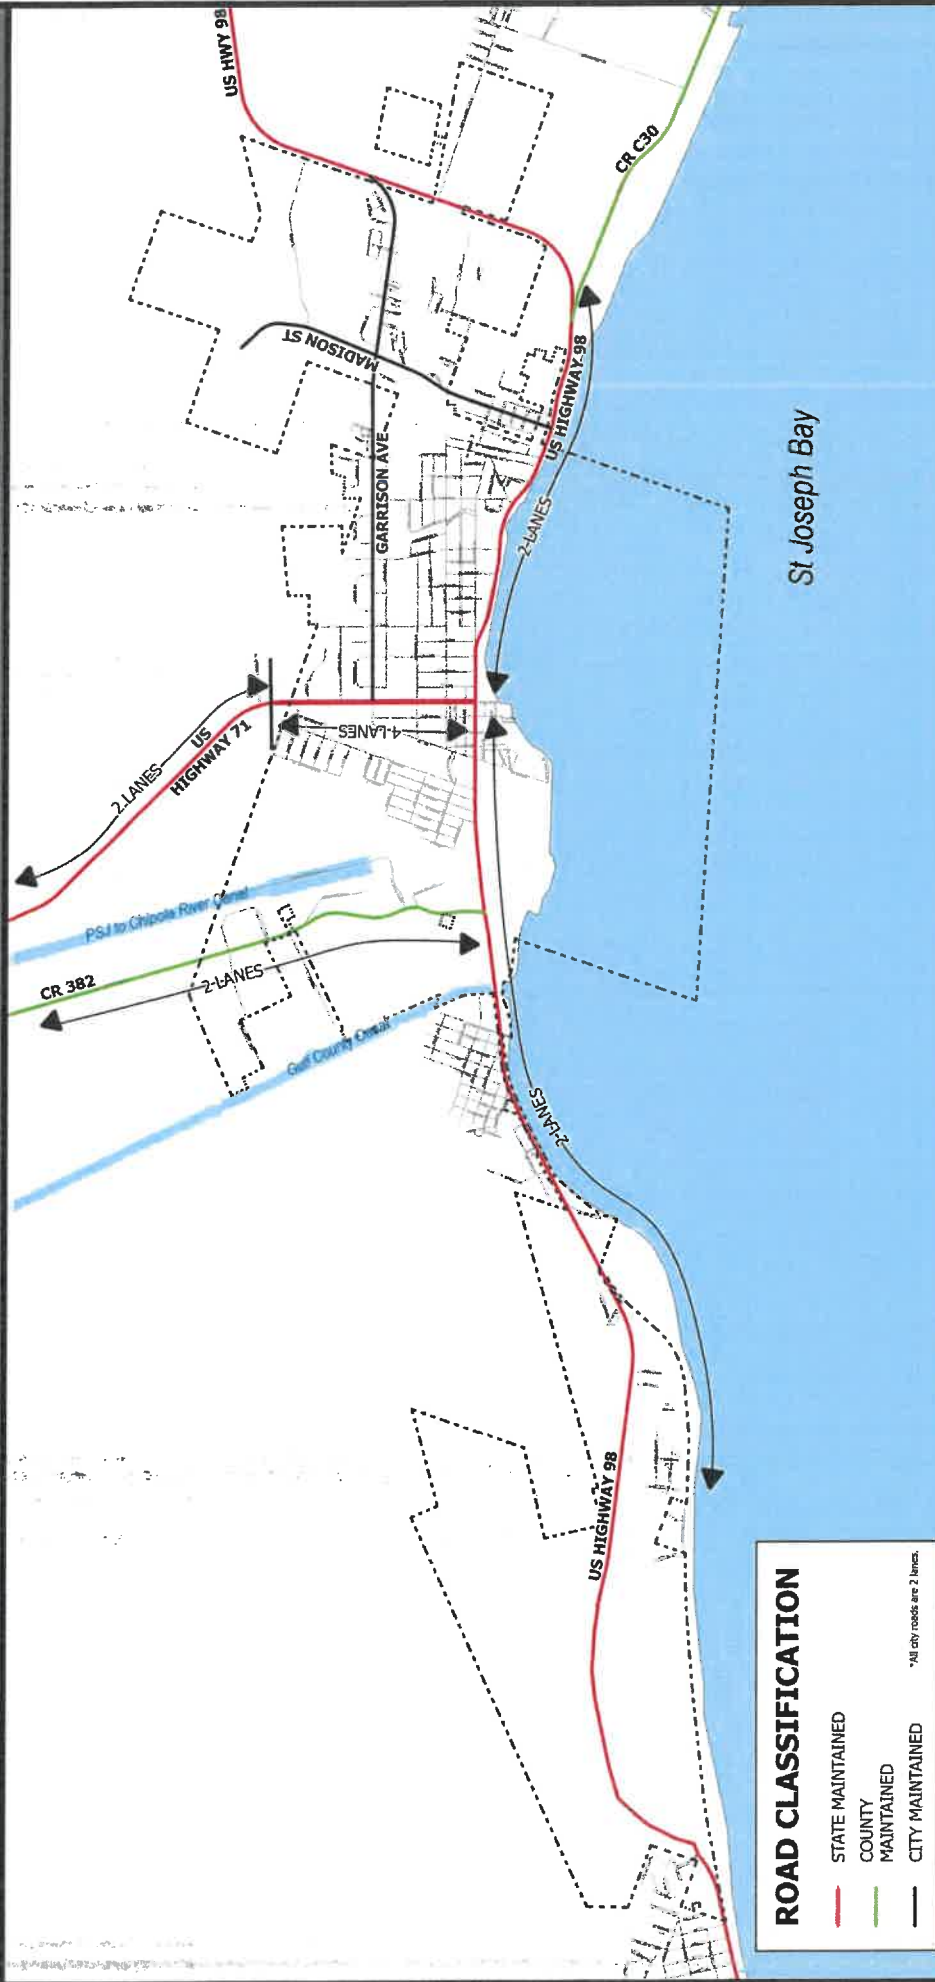 US HWY 98
CR C30
MADISON ST
GARRISON AVE
US HIGHWAY 98
2-LANES
St Joseph Bay
2-LANES
US
HIGHWAY 71
4-LANES
PSJ to Chipola River Canal
CR 382
2-LANES
Gulf County Canal
2-LANES
US HIGHWAY 98
ROAD CLASSIFICATION
STATE MAINTAINED
COUNTY
MAINTAINED
CITY MAINTAINED
*All city roads are 2 lanes.